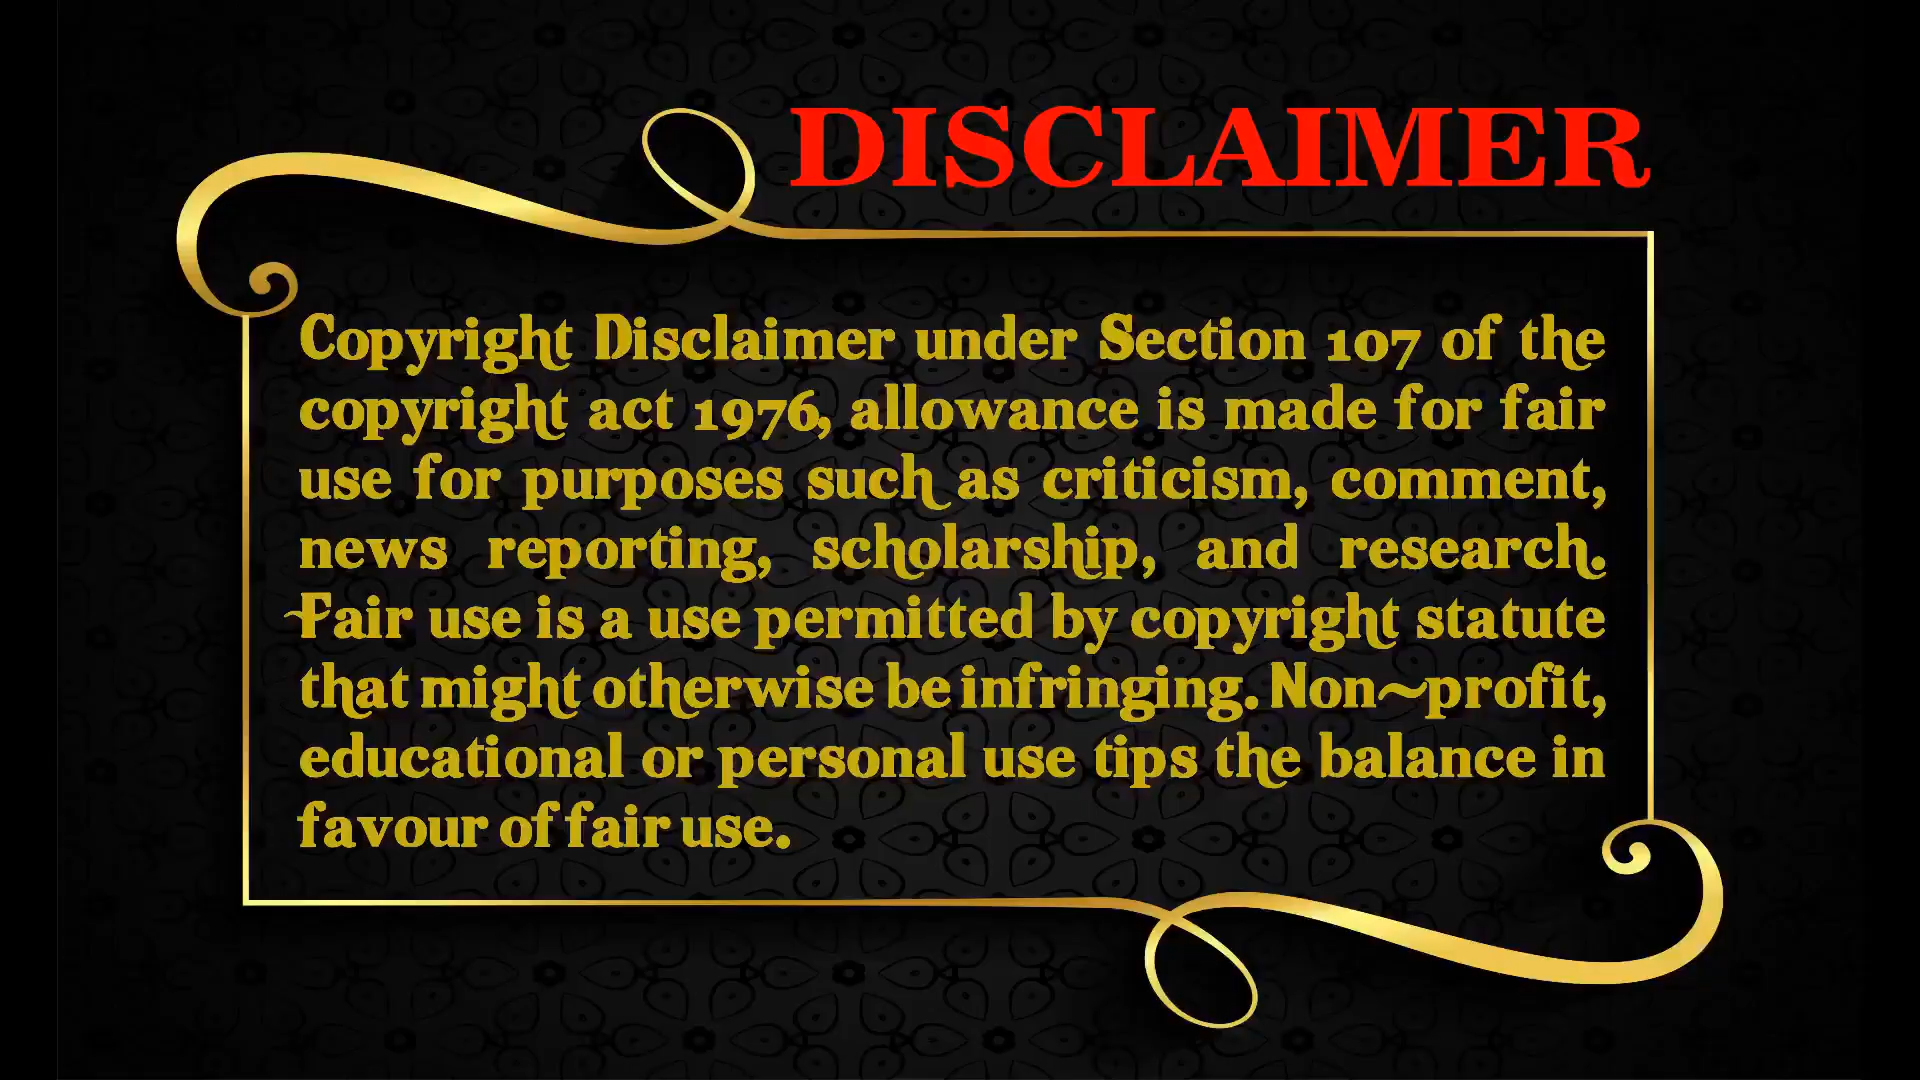 DISCLAIMER
Copyright Disclaimer under Section 107 of the
copyright act 1976, allowance is made for fair
use for purposes such as criticism, comment,
news reporting, scholarship, and research.
Fair use is a use permitted by copyright statute
that might otherwise be infringing. Non~profit,
educational or personal use tips the balance in
favour of fair use.